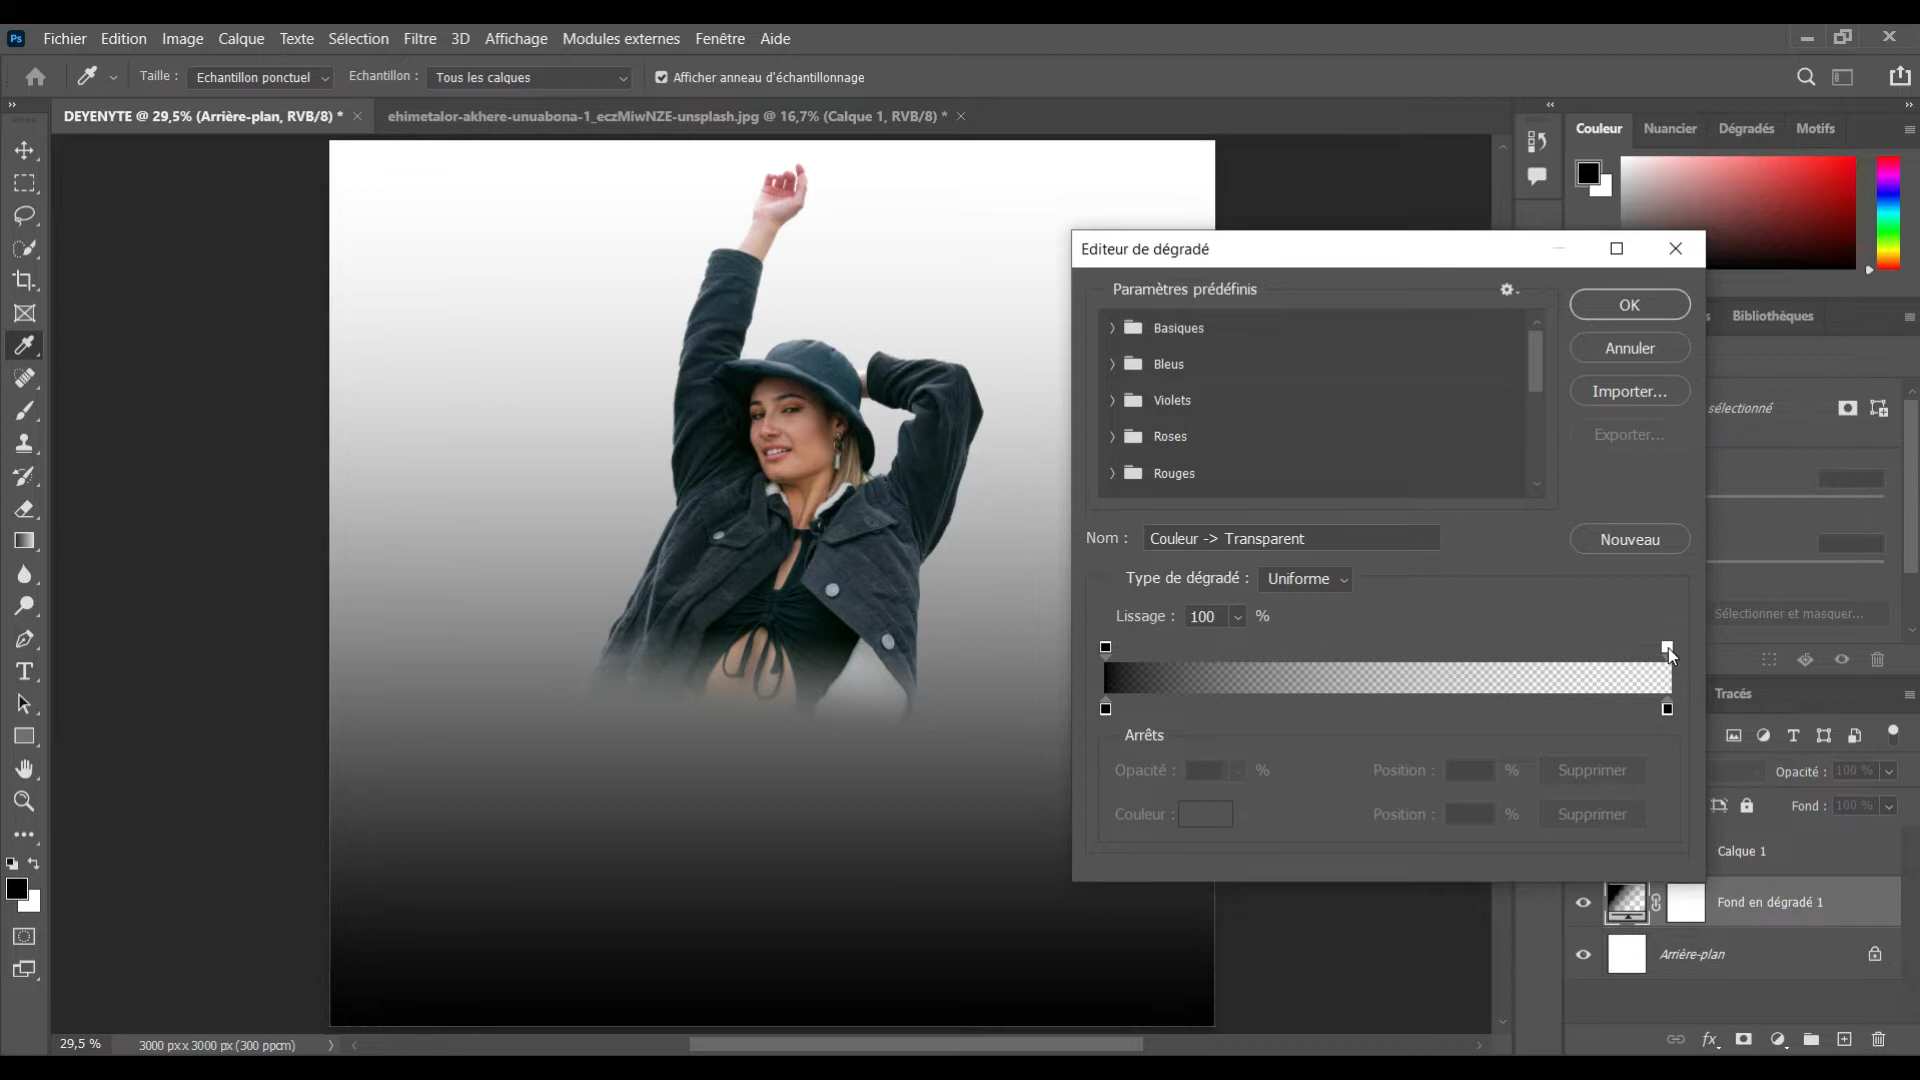 Ps Fichier Edition Image Calque Texte Sélection Filtre 3D Affichage Modules externes Fenêtre Aide
Taille : Echantillon ponctuel Echantillon : Tous les calques Afficher anneau d'échantillonnage
DEYENYTE @ 29,5% (Arrière-plan, RVB/8) * ehimetalor-akhere-unuabona-1_eczMiwNZE-unsplash.jpg @ 16,7% (Calque 1, RVB/8) *
Couleur Nuancier Dégradés Motifs
Editeur de dégradé
Paramètres prédéfinis
OK
Bibliothèques
Basiques
Annuler
Bleus
Importer...
Violets
sélectionné
Roses
Exporter...
Rouges
Nom : Couleur -> Transparent
Nouveau
Type de dégradé : Uniforme
Lissage : 100 %
Sélectionner et masquer...
Tracés
Arrêts
Opacité : % Position : % Supprimer
Opacité : 100 %
Couleur : Position : % Supprimer
Fond : 100 %
Calque 1
Fond en dégradé 1
Arrière-plan
29,5 % 3000 px x 3000 px (300 ppcm)
fx